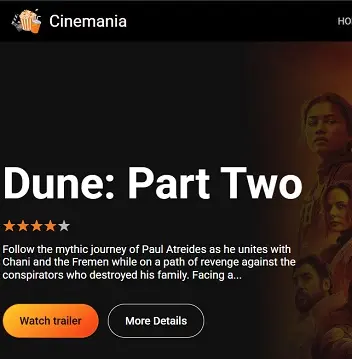 Cinemania
HO
Dune: Part Two
Follow the mythic journey of Paul Atreides as he unites with
Chani and the Fremen while on a path of revenge against the
conspirators who destroyed his family. Facing a...
Watch trailer
More Details